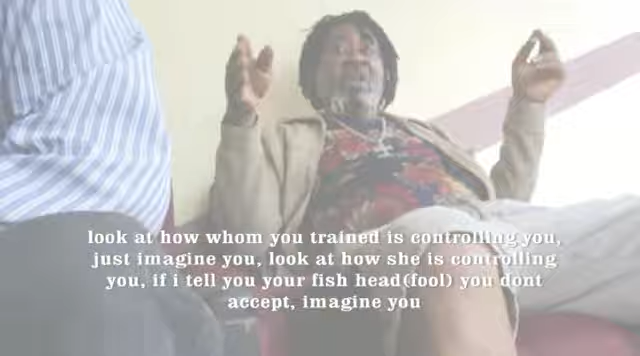 look at how whom you trained is controlling you,
just imagine you, look at how she is controlling
you, if i tell you your fish head(fool) you dont
accept, imagine you